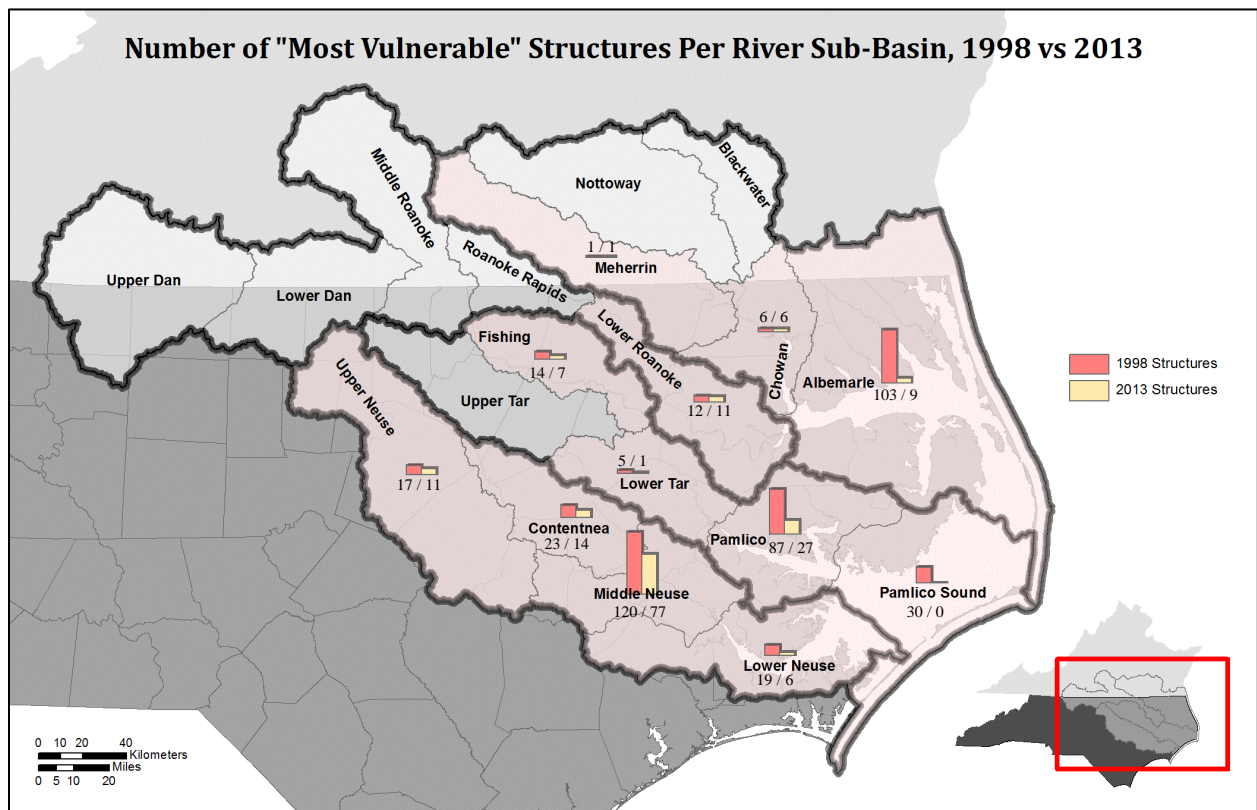 Number of "Most Vulnerable" Structures Per River Sub-Basin, 1998 vs 2013
Middle Roanoke
Nottoway
Blackwater
1 / 1
Meherrin
Roanoke Rapids
Upper Dan
Lower Dan
Fishing
14 / 7
Lower Roanoke
12 / 11
6 / 6
Chowan
Albemarle
103 / 9
1998 Structures
2013 Structures
Upper Neuse
17 / 11
Upper Tar
5 / 1
Lower Tar
Contentnea
23 / 14
Pamlico
87 / 27
Middle Neuse
120 / 77
Pamlico Sound
30 / 0
Lower Neuse
19 / 6
0 10 20 40
Kilometers
Miles
0 5 10 20